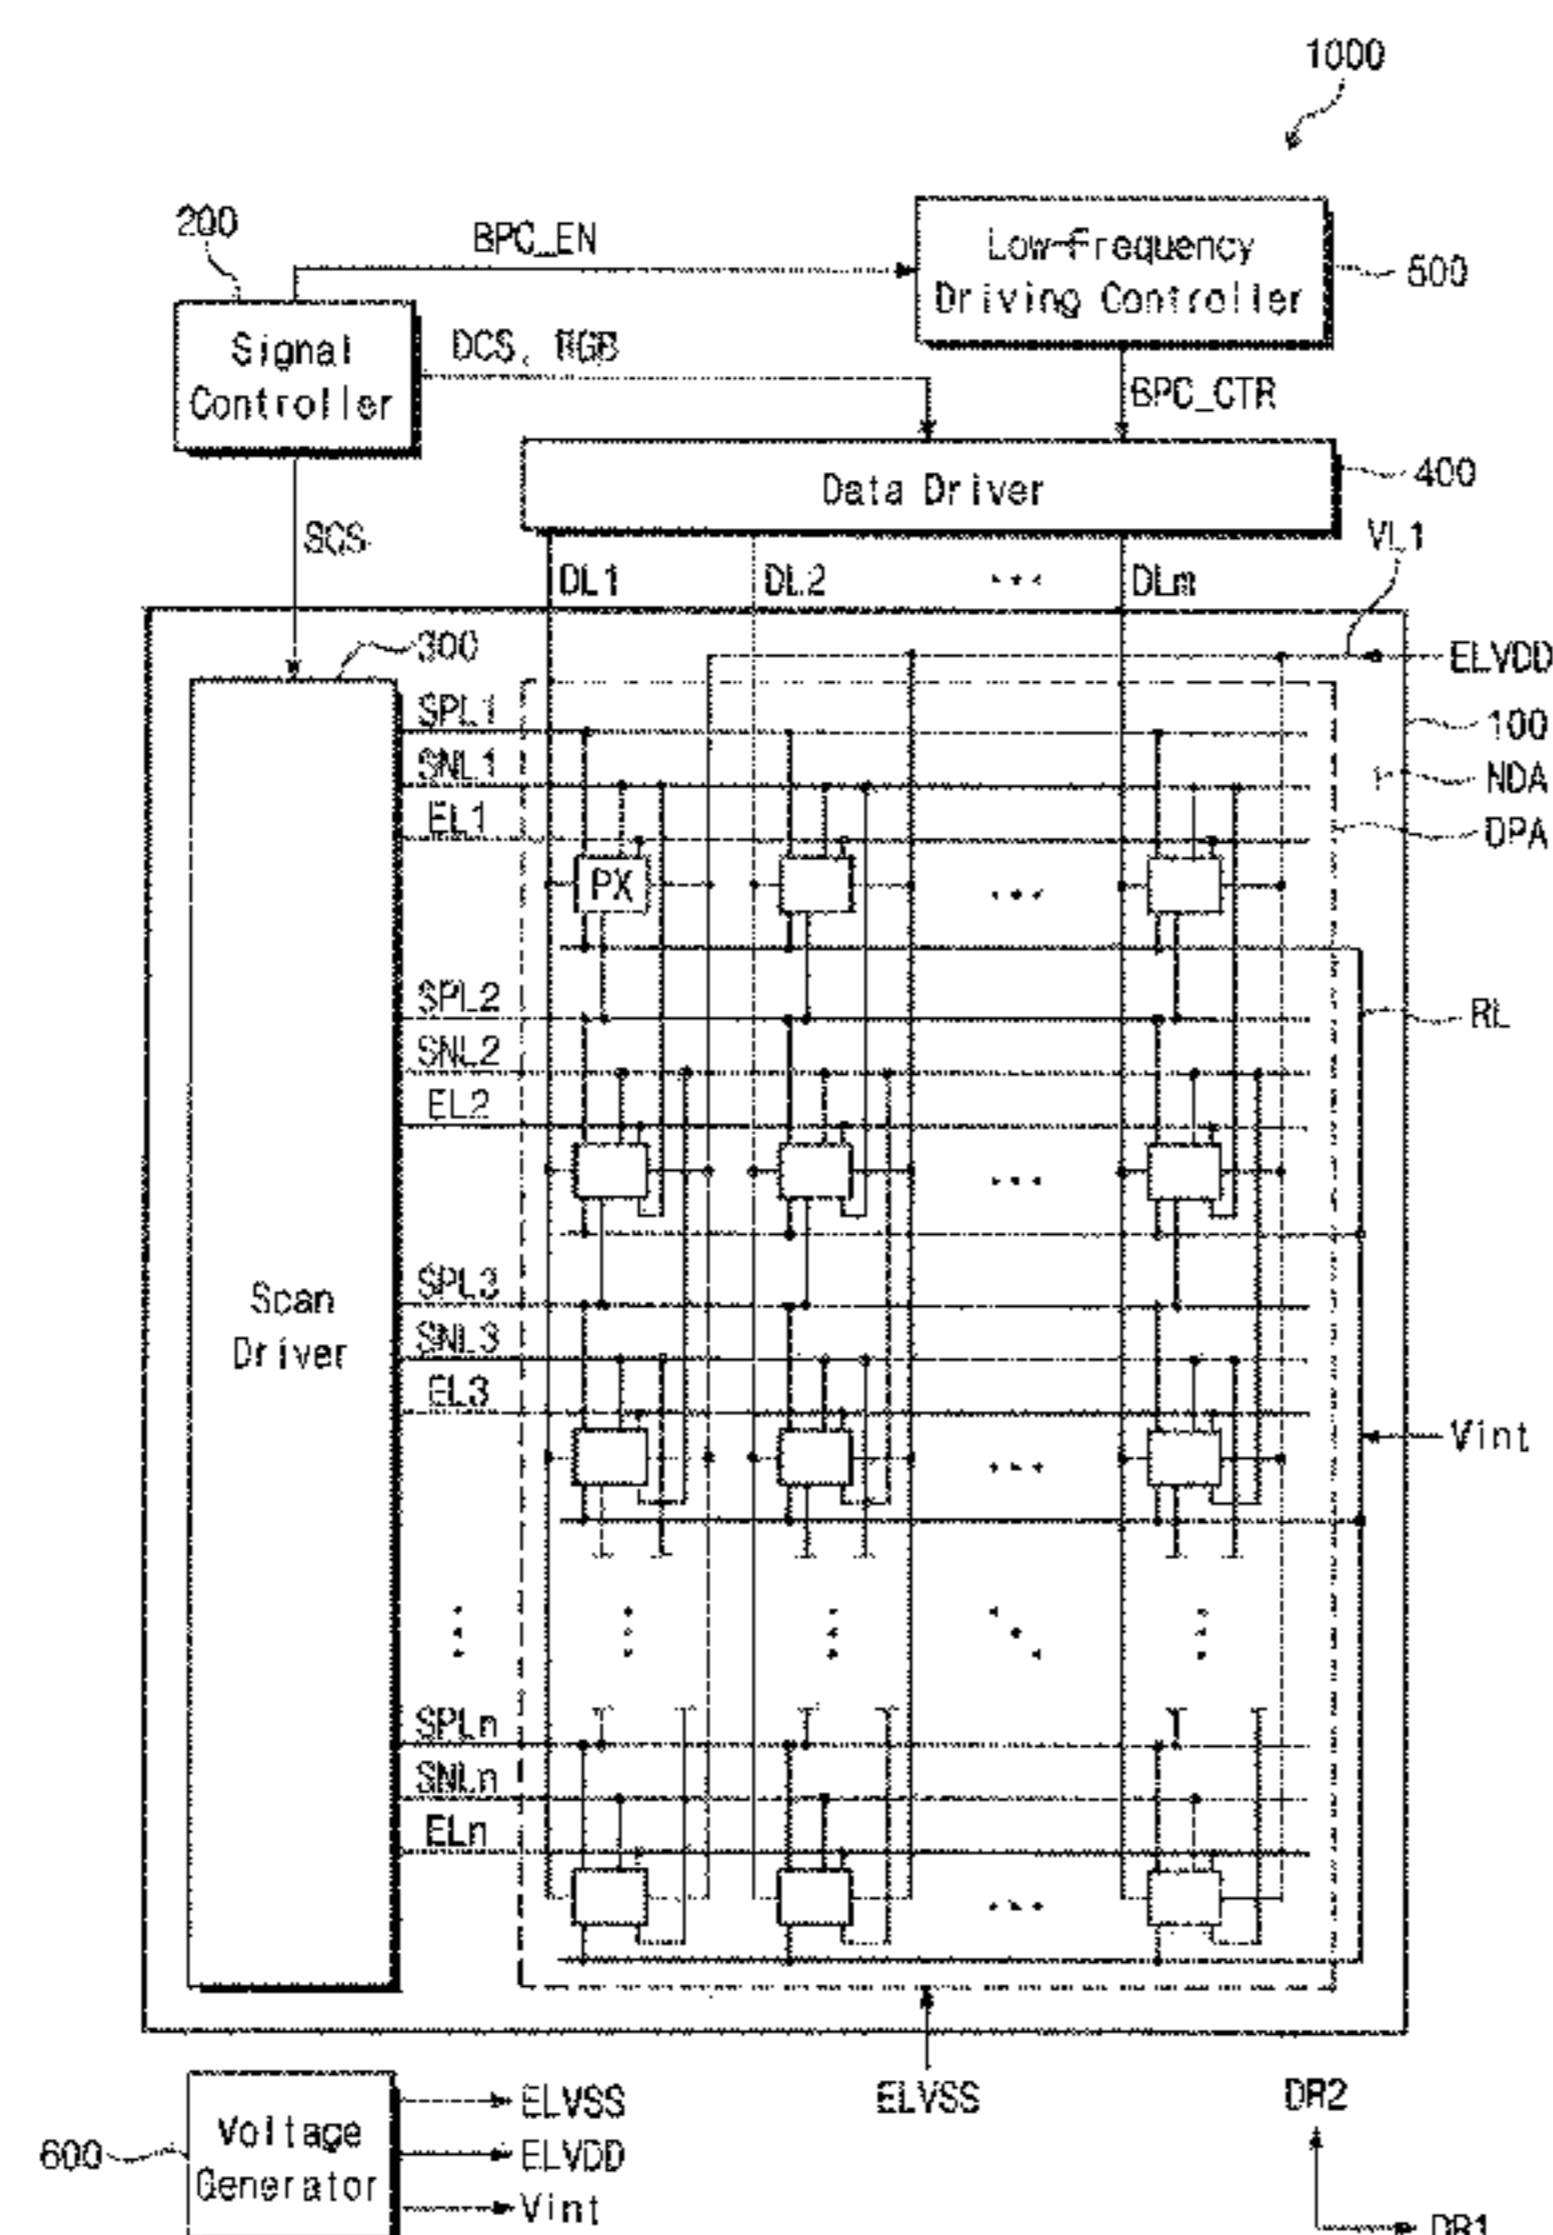 1000
200
BPC_EN
Low-Frequency
Driving Controller
500
Signal
Controller
DCS, RGB
BPC_CTR
Data Driver
400
SCS
VL1
DL1
DL2
DLm
300
ELVDD
SPL1
100
SNL1
NDA
EL1
DPA
PX
SPL2
RL
SNL2
EL2
SPL3
Scan
Driver
SNL3
EL3
Vint
SPLn
SNLn
ELn
ELVSS
DR2
600
Voltage
Generator
ELVSS
ELVDD
Vint
DR1